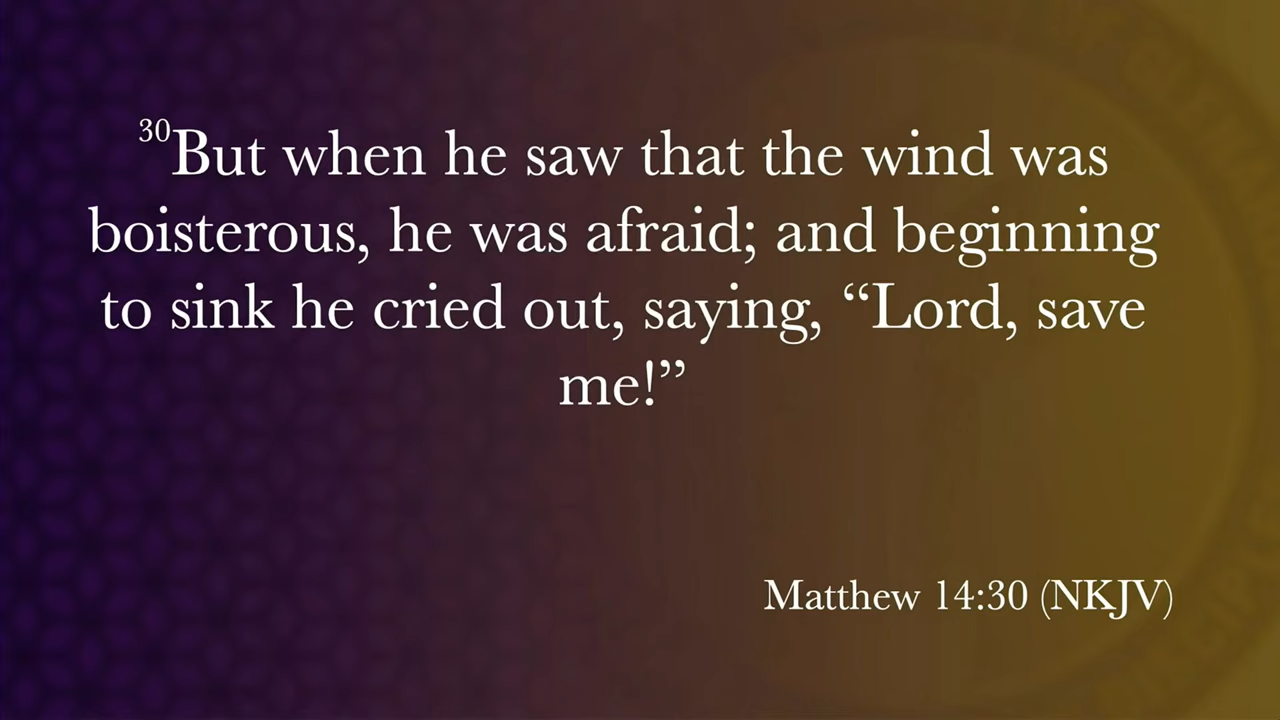 30But when he saw that the wind was
boisterous, he was afraid; and beginning
to sink he cried out, saying, “Lord, save
me!”
Matthew 14:30 (NKJV)